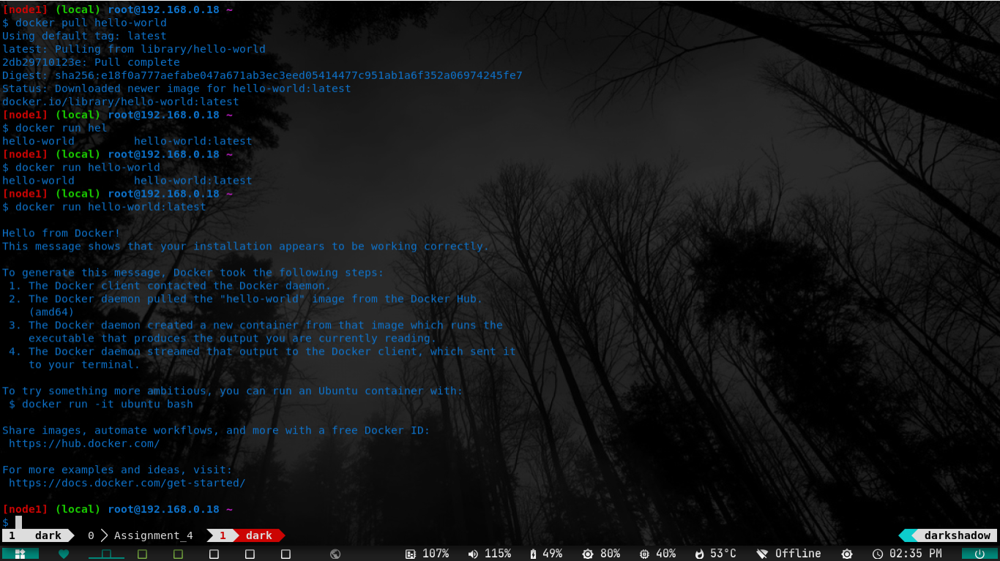 [node1] (local) root@192.168.0.18 ~
$ docker pull hello-world
Using default tag: latest
latest: Pulling from library/hello-world
2db29710123e: Pull complete
Digest: sha256:e18f0a777aefabe047a671ab3ec3eed05414477c951ab1a6f352a06974245fe7
Status: Downloaded newer image for hello-world:latest
docker.io/library/hello-world:latest
[node1] (local) root@192.168.0.18 ~
$ docker run hel
hello-world         hello-world:latest
[node1] (local) root@192.168.0.18 ~
$ docker run hello-world
hello-world         hello-world:latest
[node1] (local) root@192.168.0.18 ~
$ docker run hello-world:latest

Hello from Docker!
This message shows that your installation appears to be working correctly.

To generate this message, Docker took the following steps:
 1. The Docker client contacted the Docker daemon.
 2. The Docker daemon pulled the "hello-world" image from the Docker Hub.
    (amd64)
 3. The Docker daemon created a new container from that image which runs the
    executable that produces the output you are currently reading.
 4. The Docker daemon streamed that output to the Docker client, which sent it
    to your terminal.

To try something more ambitious, you can run an Ubuntu container with:
 $ docker run -it ubuntu bash

Share images, automate workflows, and more with a free Docker ID:
 https://hub.docker.com/

For more examples and ideas, visit:
 https://docs.docker.com/get-started/

[node1] (local) root@192.168.0.18 ~
$
1 dark 0 Assignment_4 1 dark darkshadow
107% 115% 49% 80% 40% 53°C Offline 02:35 PM